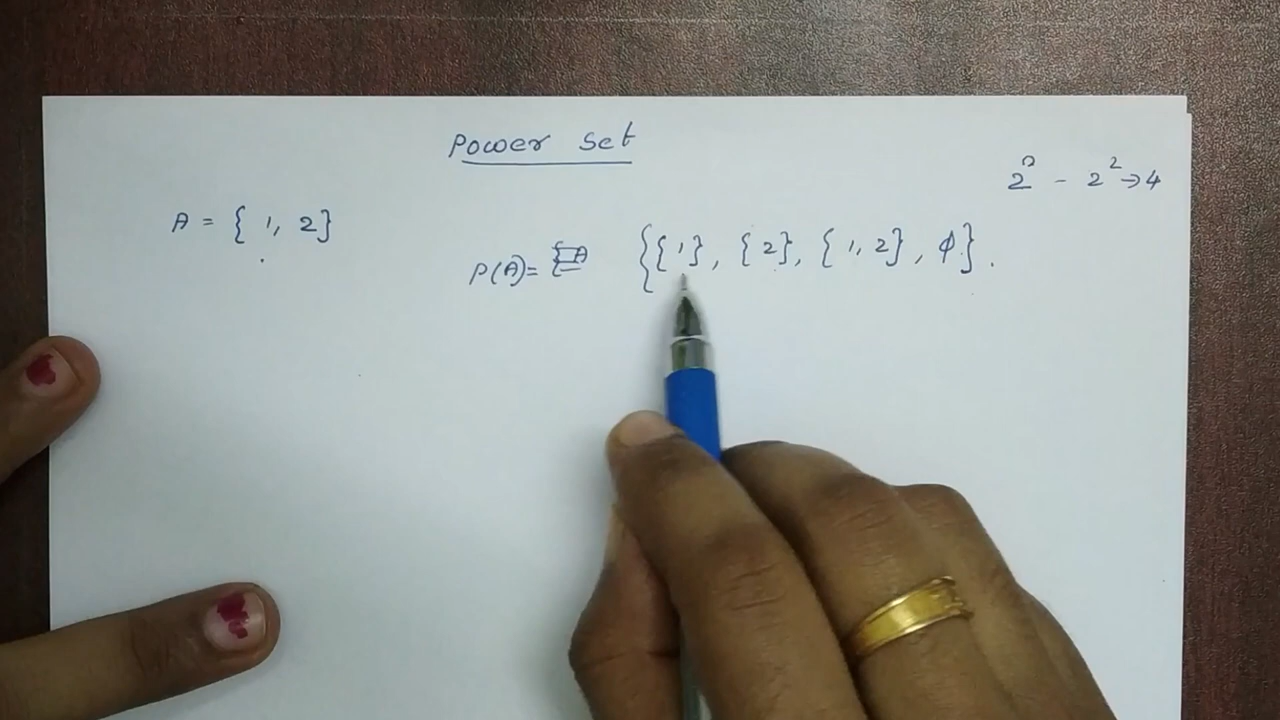 Power Set
2ⁿ - 2² → 4
A = { 1, 2}
P(A) = {{1}, {2}, {1, 2}, ϕ}.